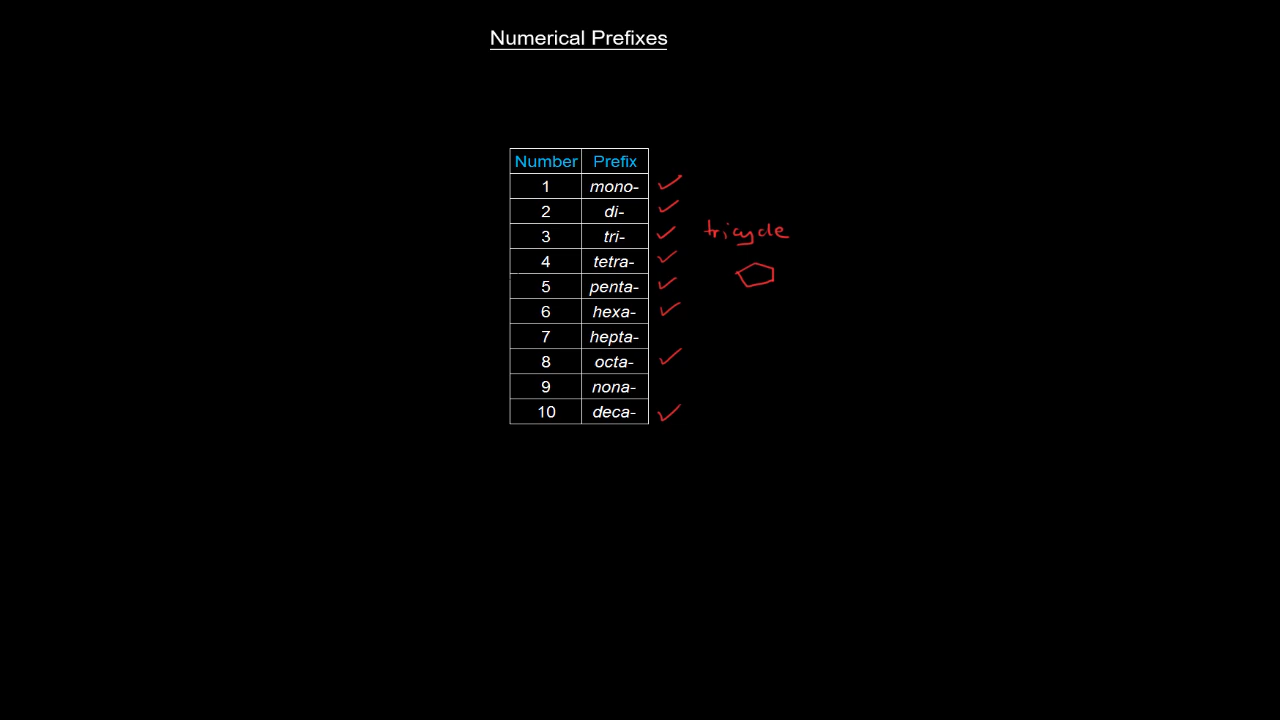 Numerical Prefixes
Number Prefix
1 mono-
2 di-
3 tri- tricycle
4 tetra-
5 penta-
6 hexa-
7 hepta-
8 octa-
9 nona-
10 deca-